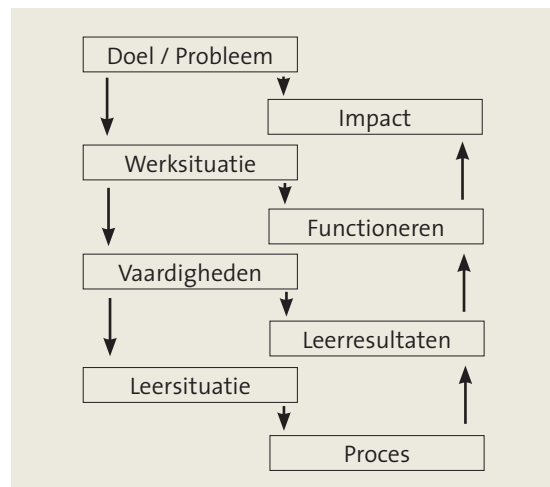 Doel / Probleem
Impact
Werksituatie
Functioneren
Vaardigheden
Leerresultaten
Leersituatie
Proces